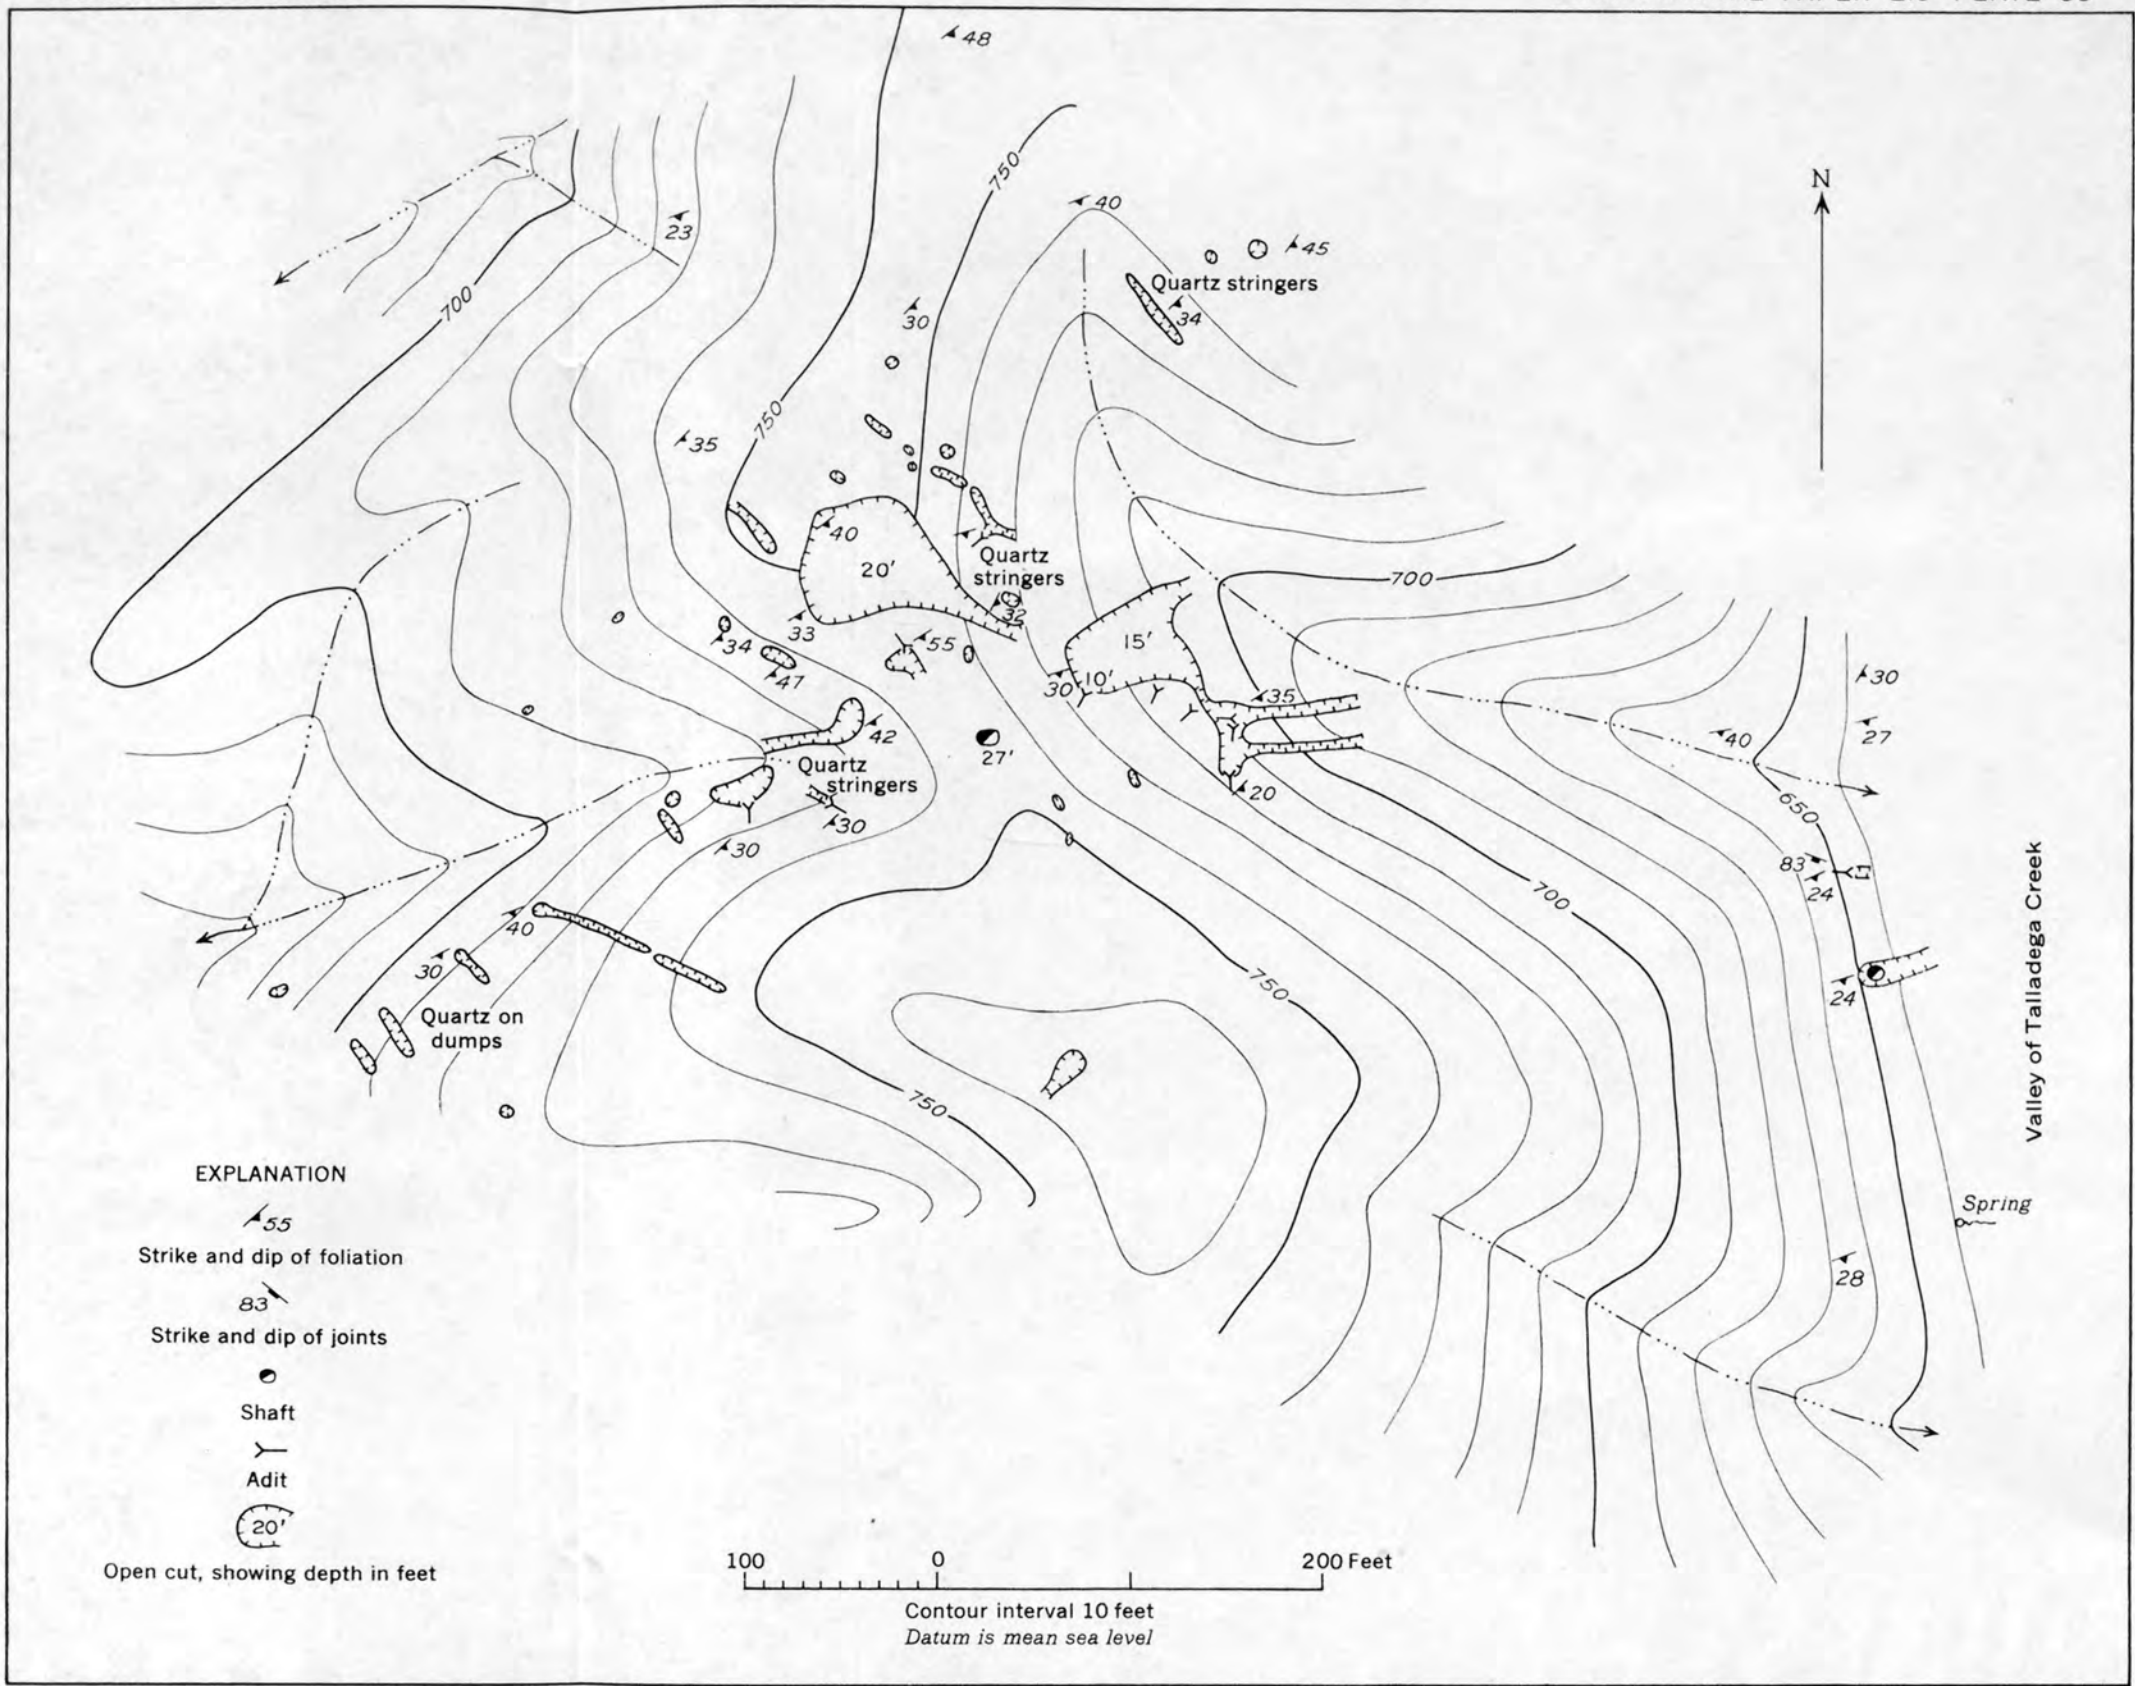 48
750
N
40
23
45
Quartz stringers
700
34
30
750
35
40
Quartz
stringers
20'
700
32
33
55
15'
34
30
10'
47
30
35
42
27'
27
40
Quartz
stringers
20
650
30
30
83
24
700
40
30
24
750
Quartz on
dumps
Valley of Talladega Creek
750
EXPLANATION
55
Strike and dip of foliation
Spring
28
83
Strike and dip of joints
Shaft
Adit
20'
Open cut, showing depth in feet
100 0 200 Feet
Contour interval 10 feet
Datum is mean sea level